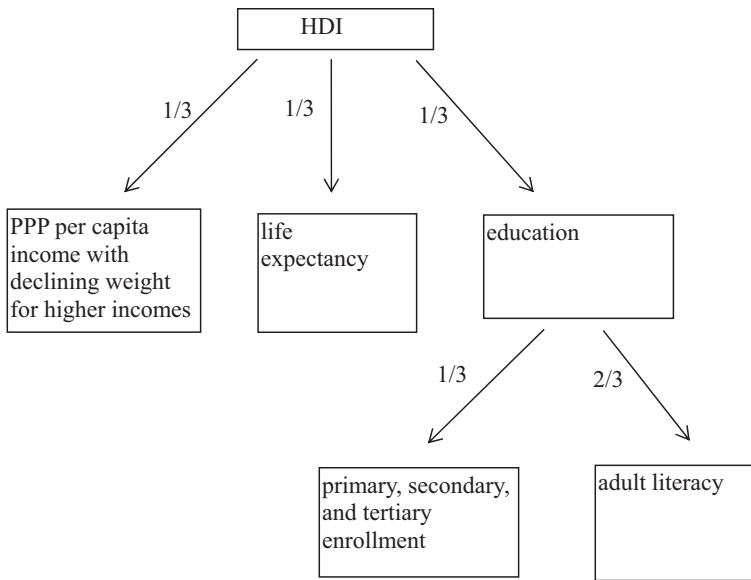 HDI
1/3
1/3
1/3
PPP per capita
income with
declining weight
for higher incomes
life
expectancy
education
1/3
2/3
primary, secondary,
and tertiary
enrollment
adult literacy